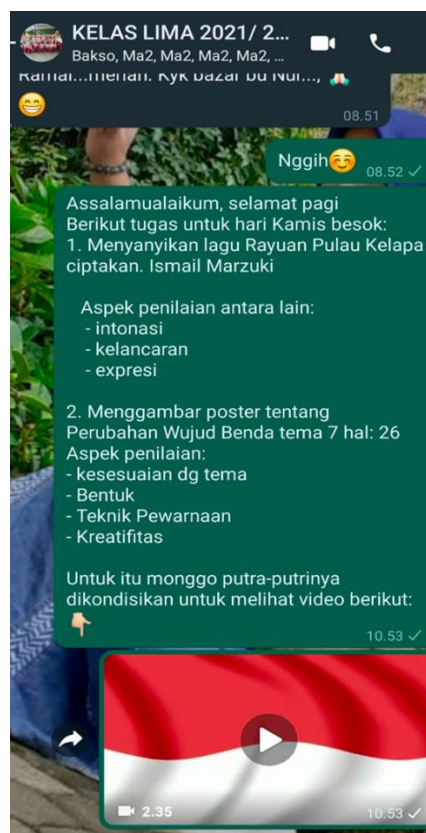 KELAS LIMA 2021/ 2...
Bakso, Ma2, Ma2, Ma2, Ma2, ...
Ramai...meriah. Kyk bazar bu Nur..., 🙏🏻
😁
08.51
Nggih☺️ 08.52
Assalamualaikum, selamat pagi
Berikut tugas untuk hari Kamis besok:
1. Menyanyikan lagu Rayuan Pulau Kelapa
ciptakan. Ismail Marzuki
Aspek penilaian antara lain:
- intonasi
- kelancaran
- expresi
2. Menggambar poster tentang
Perubahan Wujud Benda tema 7 hal: 26
Aspek penilaian:
- kesesuaian dg tema
- Bentuk
- Teknik Pewarnaan
- Kreatifitas
Untuk itu monggo putra-putrinya
dikondisikan untuk melihat video berikut:
👇🏻
10.53
2.35
10.53